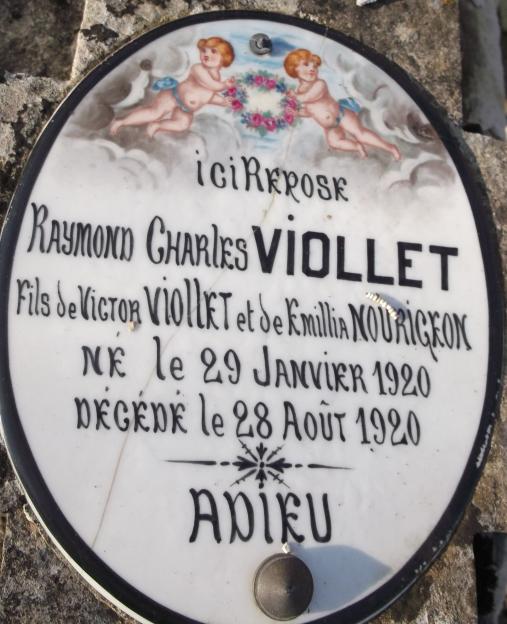 iCi REPOSE
RAYMOND CHARLES VIOLLET
Fils de VICTOR VIOLLET et de EmilliA NOURIGEON
NÉ le 29 JANVIER 1920
DÉCÉDÉ le 28 AOÛT 1920
ADIEU